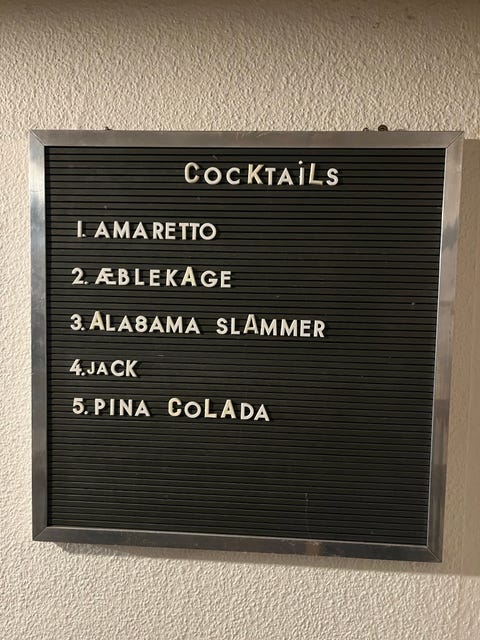 COCKTAiLS
1. AMARETTO
2. ÆBLEKAGE
3. ALA8AMA SLAMMER
4. JACK
5. PINA COLADA